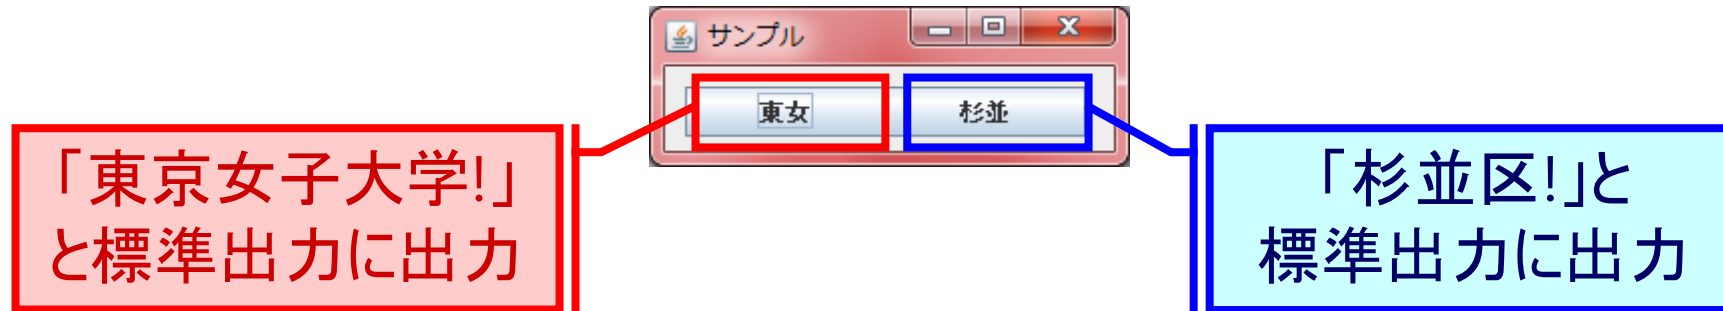 サンプル
東女
杉並
「東京女子大学!」
と標準出力に出力
「杉並区!」と
標準出力に出力